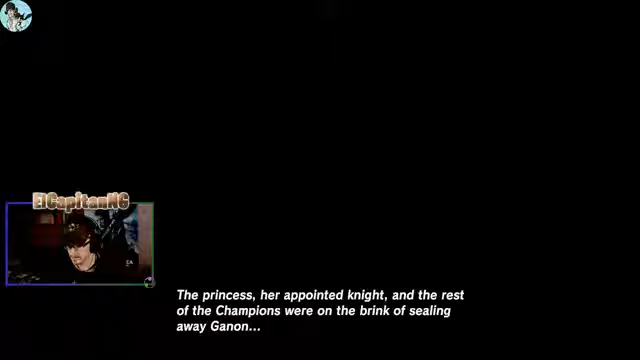 ElCapitanNG
The princess, her appointed knight, and the rest
of the Champions were on the brink of sealing
away Ganon...